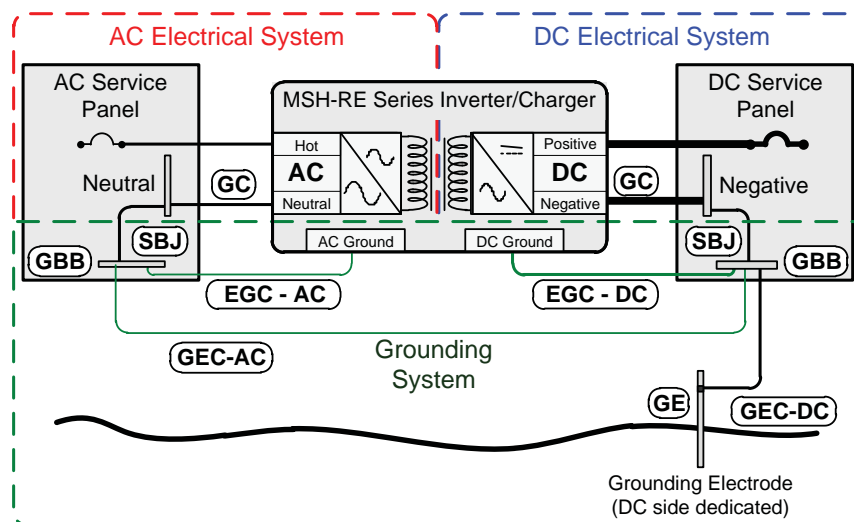 AC Electrical System
DC Electrical System
AC Service
Panel
MSH-RE Series Inverter/Charger
DC Service
Panel
Hot
AC
Neutral
Positive
DC
Negative
Neutral
GC
GC
Negative
SBJ
AC Ground
DC Ground
SBJ
GBB
GBB
EGC - AC
EGC - DC
GEC-AC
Grounding
System
GE
GEC-DC
Grounding Electrode
(DC side dedicated)